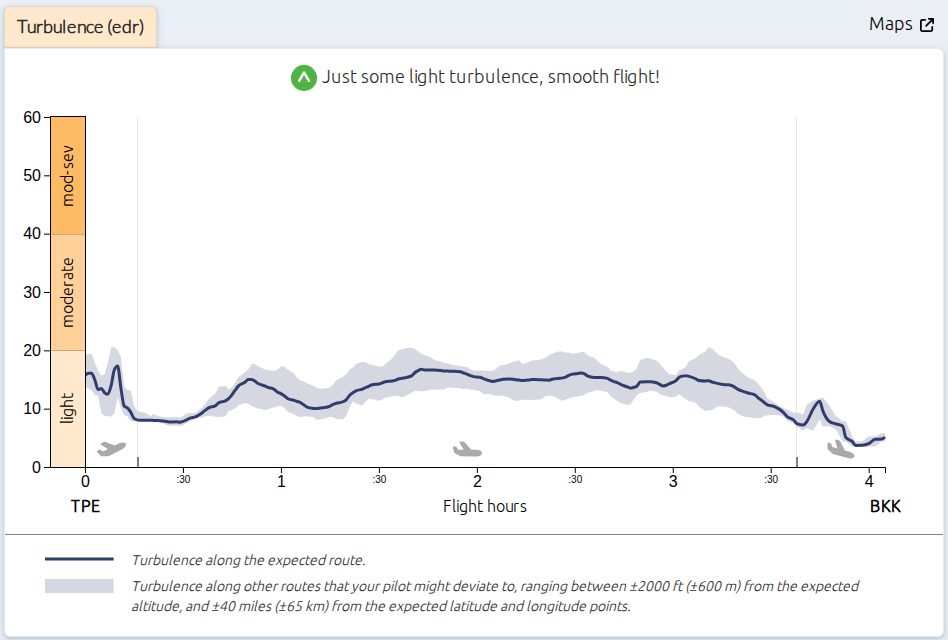 Turbulence (edr)
Maps
Just some light turbulence, smooth flight!
60
50
40
30
20
10
0
mod-sev
moderate
light
0 :30 1 :30 2 :30 3 :30 4
TPE Flight hours BKK
Turbulence along the expected route.
Turbulence along other routes that your pilot might deviate to, ranging between ±2000 ft (±600 m) from the expected
altitude, and ±40 miles (±65 km) from the expected latitude and longitude points.